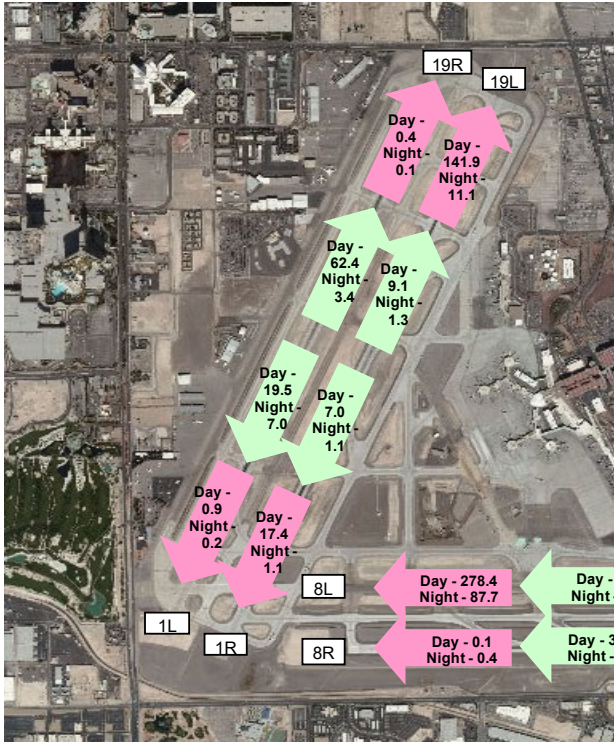 19R
19L
Day -
0.4
Night -
0.1
Day -
141.9
Night -
11.1
Day -
62.4
Night -
3.4
Day -
9.1
Night -
1.3
Day -
19.5
Night -
7.0
Day -
7.0
Night -
1.1
Day -
0.9
Night -
0.2
Day -
17.4
Night -
1.1
8L
Day - 278.4
Night - 87.7
Day -
Night -
1L
1R
8R
Day - 0.1
Night - 0.4
Day - 3
Night -